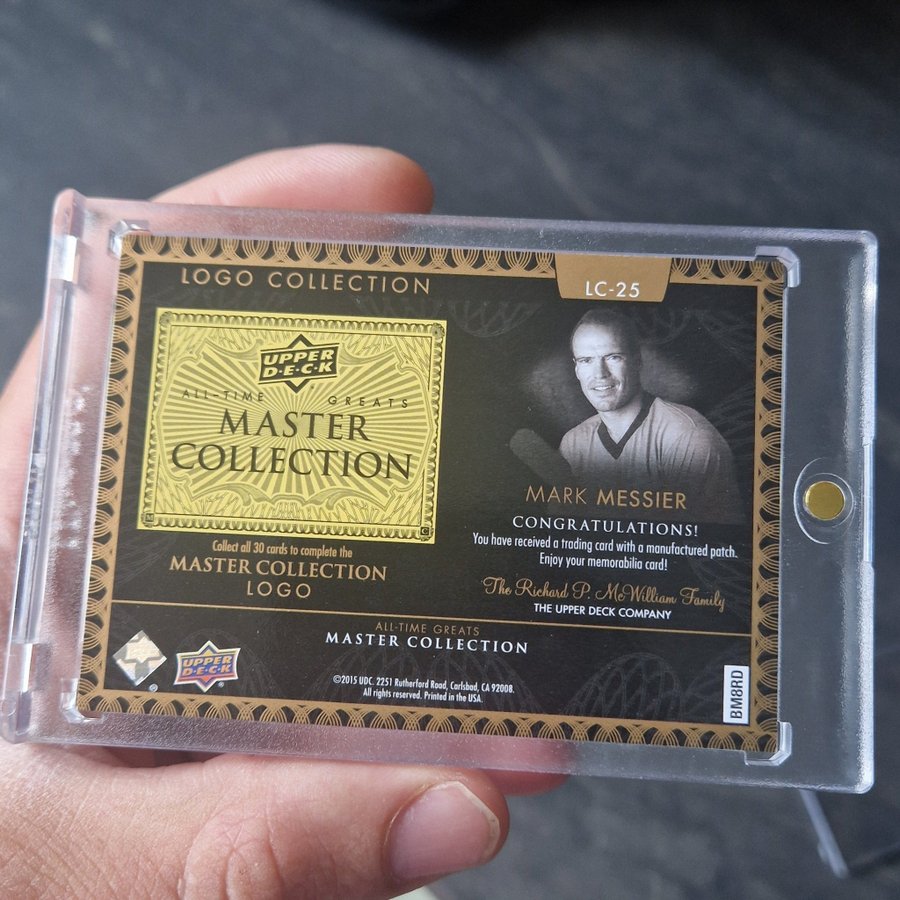 LOGO COLLECTION
LC-25
UPPER
D·E·C·K
ALL-TIME GREATS
MASTER
COLLECTION
M C
Collect all 30 cards to complete the
MASTER COLLECTION
LOGO
MARK MESSIER
CONGRATULATIONS!
You have received a trading card with a manufactured patch.
Enjoy your memorabilia card!
The Richard P. McWilliam Family
THE UPPER DECK COMPANY
ALL-TIME GREATS
MASTER COLLECTION
UPPER
D·E·C·K
©2015 UDC. 2251 Rutherford Road, Carlsbad, CA 92008.
All rights reserved. Printed in the USA.
BM8RD